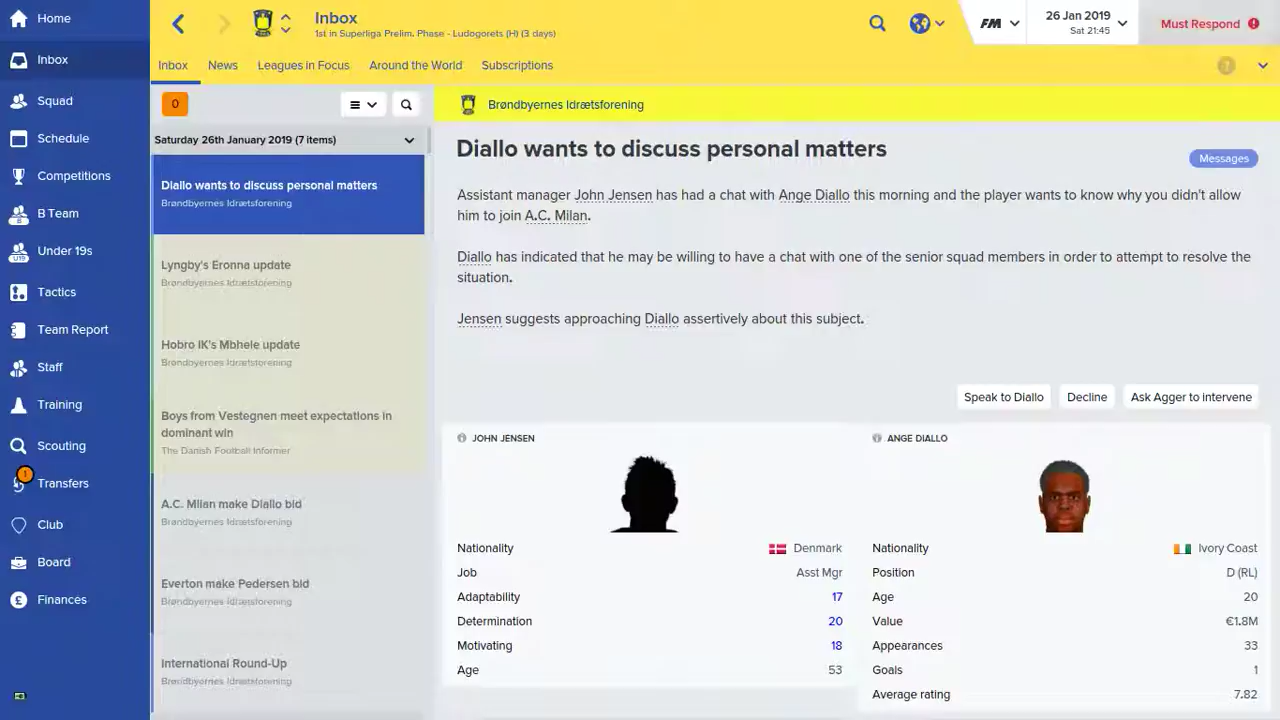 Home
Inbox
Squad
Schedule
Competitions
B Team
Under 19s
Tactics
Team Report
Staff
Training
Scouting
1
Transfers
Club
Board
Finances
Inbox
1st in Superliga Prelim. Phase - Ludogorets (H) (3 days)
FM
26 Jan 2019
Sat 21:45
Must Respond
Inbox News Leagues in Focus Around the World Subscriptions
0
Saturday 26th January 2019 (7 items)
Diallo wants to discuss personal matters
Brøndbyernes Idrætsforening
Lyngby's Eronna update
Brøndbyernes Idrætsforening
Hobro IK's Mbhele update
Brøndbyernes Idrætsforening
Boys from Vestegnen meet expectations in
dominant win
The Danish Football Informer
A.C. Milan make Diallo bid
Brøndbyernes Idrætsforening
Everton make Pedersen bid
Brøndbyernes Idrætsforening
International Round-Up
Brøndbyernes Idrætsforening
Brøndbyernes Idrætsforening
Diallo wants to discuss personal matters
Messages
Assistant manager John Jensen has had a chat with Ange Diallo this morning and the player wants to know why you didn't allow
him to join A.C. Milan.
Diallo has indicated that he may be willing to have a chat with one of the senior squad members in order to attempt to resolve the
situation.
Jensen suggests approaching Diallo assertively about this subject.
Speak to Diallo Decline Ask Agger to intervene
JOHN JENSEN
Nationality Denmark
Job Asst Mgr
Adaptability 17
Determination 20
Motivating 18
Age 53
ANGE DIALLO
Nationality Ivory Coast
Position D (RL)
Age 20
Value €1.8M
Appearances 33
Goals 1
Average rating 7.82